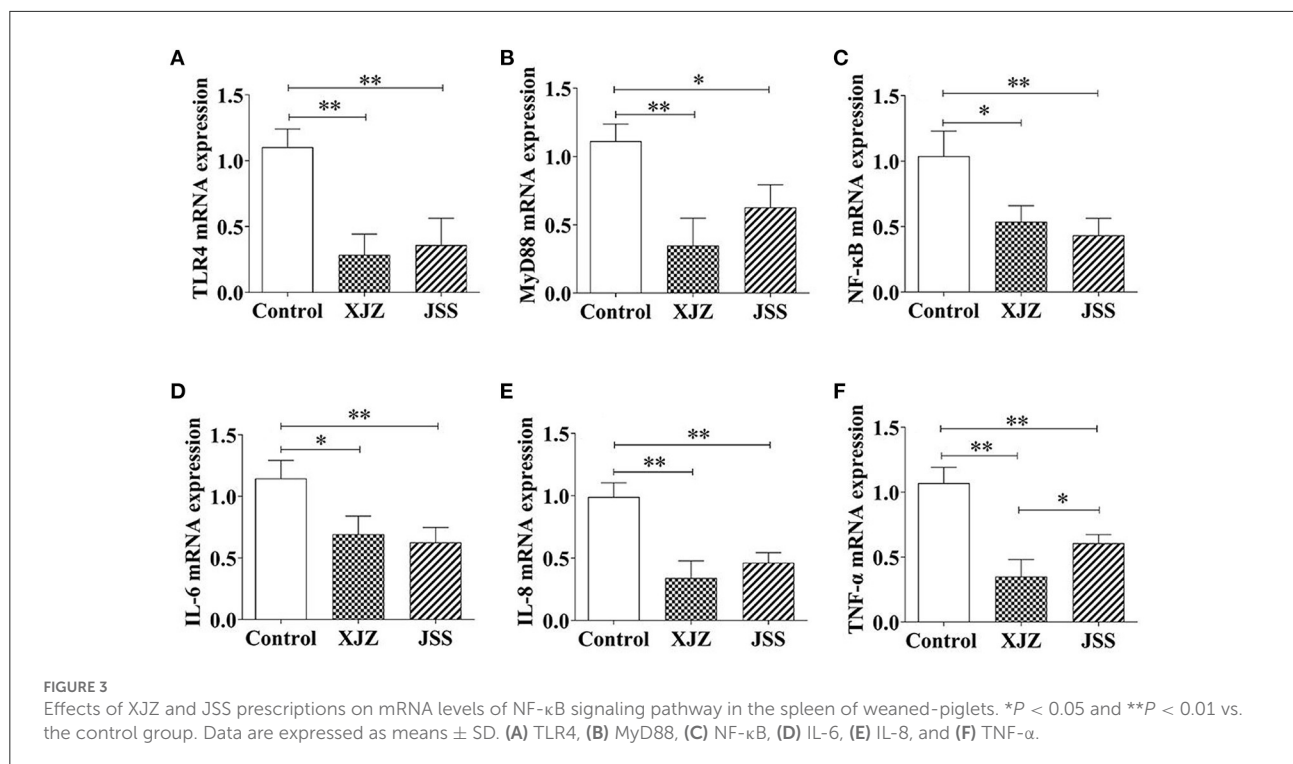 A
**
**
1.5
1.0
0.5
0.0
TLR4 mRNA expression
Control XJZ JSS
B
*
**
1.5
1.0
0.5
0.0
MyD88 mRNA expression
Control XJZ JSS
C
**
*
1.5
1.0
0.5
0.0
NF-κB mRNA expression
Control XJZ JSS
D
**
*
1.5
1.0
0.5
0.0
IL-6 mRNA expression
Control XJZ JSS
E
**
**
1.5
1.0
0.5
0.0
IL-8 mRNA expression
Control XJZ JSS
F
**
**
*
1.5
1.0
0.5
0.0
TNF-α mRNA expression
Control XJZ JSS
FIGURE 3
Effects of XJZ and JSS prescriptions on mRNA levels of NF-κB signaling pathway in the spleen of weaned-piglets. *P < 0.05 and **P < 0.01 vs.
the control group. Data are expressed as means ± SD. (A) TLR4, (B) MyD88, (C) NF-κB, (D) IL-6, (E) IL-8, and (F) TNF-α.